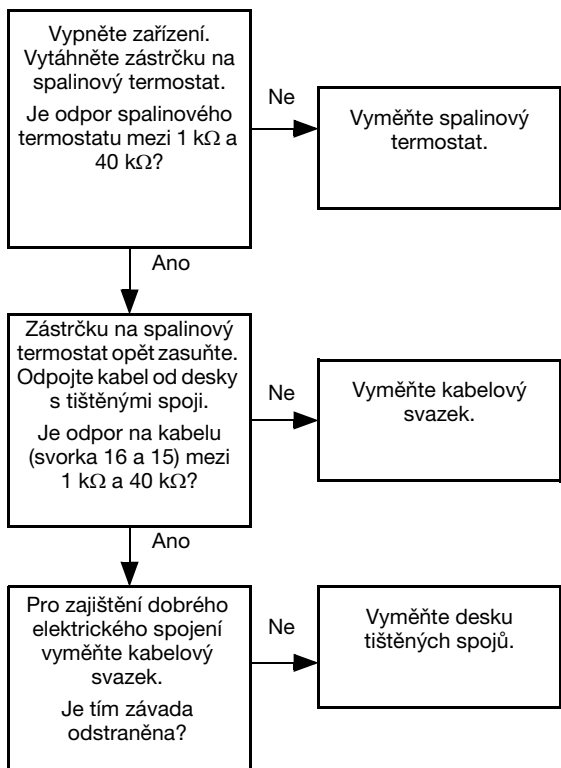 Vypněte zařízení.
Vytáhněte zástrčku na
spalinový termostat.
Je odpor spalinového
termostatu mezi 1 kΩ a
40 kΩ?
Ne
Vyměňte spalinový
termostat.
Ano
Zástrčku na spalinový
termostat opět zasuňte.
Odpojte kabel od desky
s tištěnými spoji.
Je odpor na kabelu
(svorka 16 a 15) mezi
1 kΩ a 40 kΩ?
Ne
Vyměňte kabelový
svazek.
Ano
Pro zajištění dobrého
elektrického spojení
vyměňte kabelový
svazek.
Je tím závada
odstraněna?
Ne
Vyměňte desku
tištěných spojů.